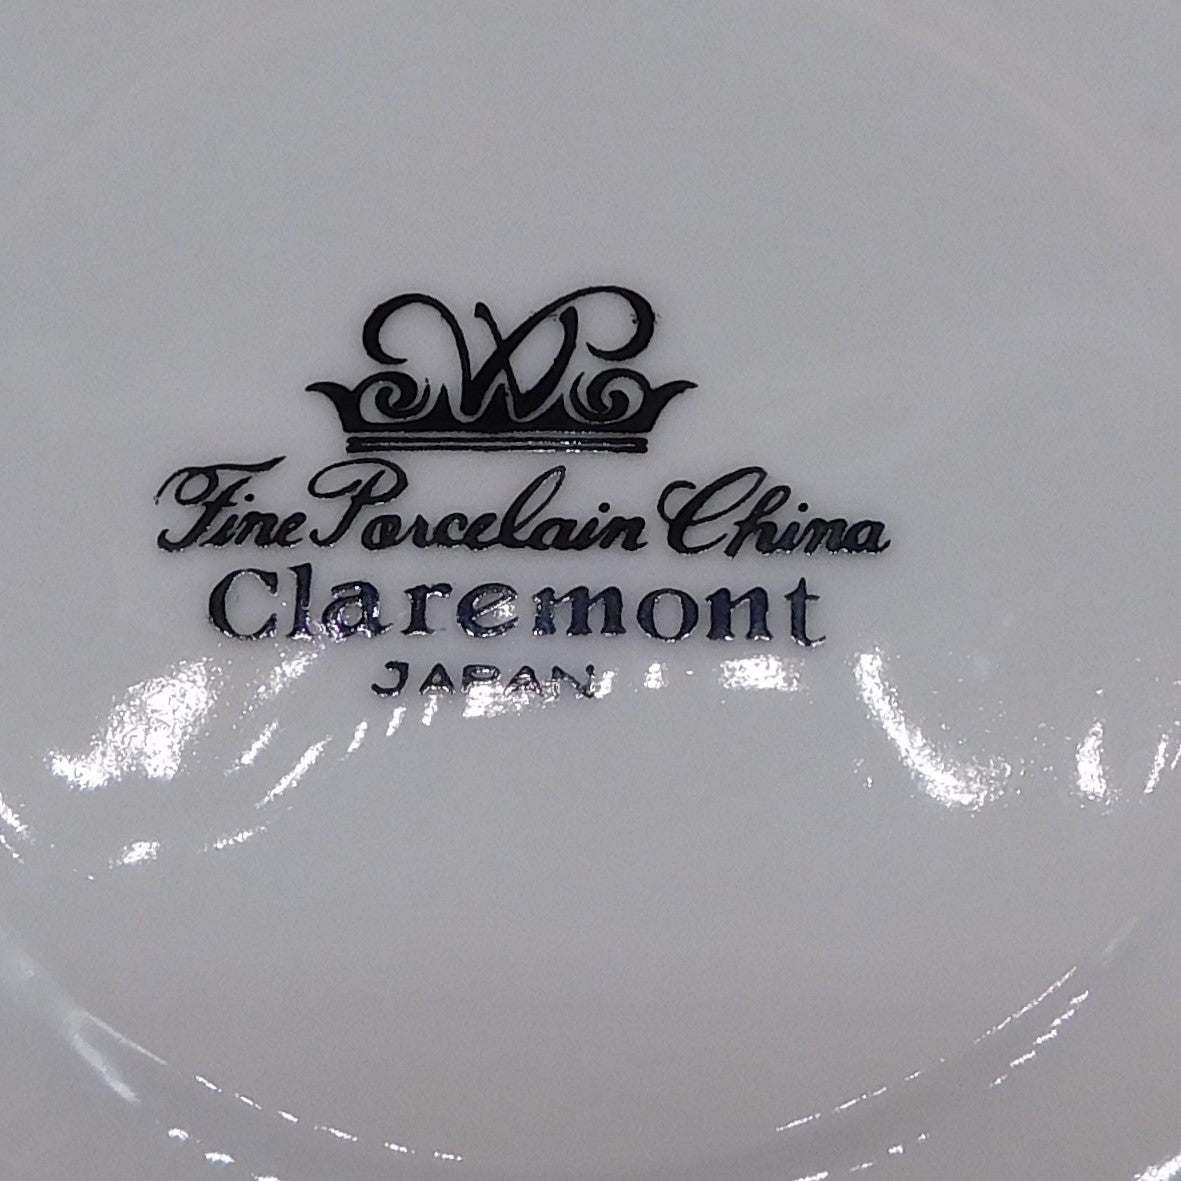 W
Fine Porcelain China
Claremont
JAPAN